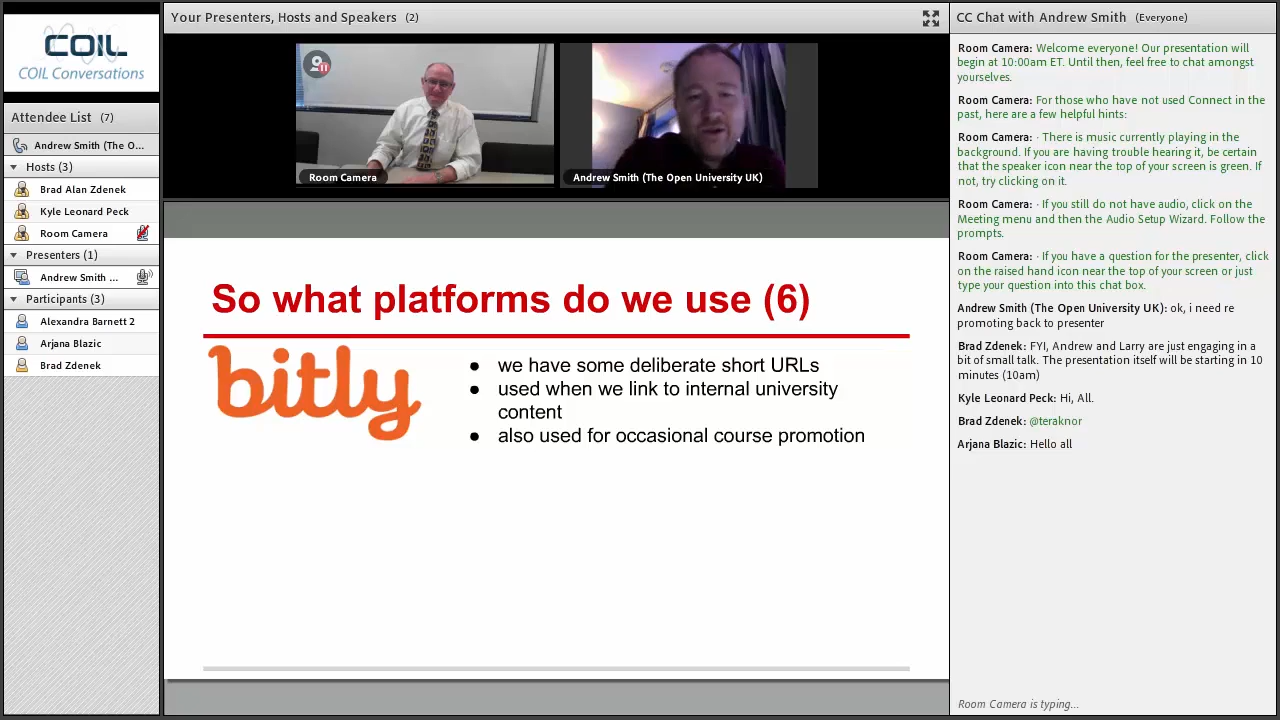 COIL
COIL Conversations
Attendee List (7)
Andrew Smith (The O...
Hosts (3)
Brad Alan Zdenek
Kyle Leonard Peck
Room Camera
Presenters (1)
Andrew Smith ...
Participants (3)
Alexandra Barnett 2
Arjana Blazic
Brad Zdenek
Your Presenters, Hosts and Speakers (2)
Room Camera
Andrew Smith (The Open University UK)
So what platforms do we use (6)
bitly
● we have some deliberate short URLs
● used when we link to internal university
content
● also used for occasional course promotion
CC Chat with Andrew Smith (Everyone)
Room Camera: Welcome everyone! Our presentation will
begin at 10:00am ET. Until then, feel free to chat amongst
yourselves.
Room Camera: For those who have not used Connect in the
past, here are a few helpful hints:
Room Camera: · There is music currently playing in the
background. If you are having trouble hearing it, be certain
that the speaker icon near the top of your screen is green. If
not, try clicking on it.
Room Camera: · If you still do not have audio, click on the
Meeting menu and then the Audio Setup Wizard. Follow the
prompts.
Room Camera: · If you have a question for the presenter, click
on the raised hand icon near the top of your screen or just
type your question into this chat box.
Andrew Smith (The Open University UK): ok, i need re
promoting back to presenter
Brad Zdenek: FYI, Andrew and Larry are just engaging in a
bit of small talk. The presentation itself will be starting in 10
minutes (10am)
Kyle Leonard Peck: Hi, All.
Brad Zdenek: @teraknor
Arjana Blazic: Hello all
Room Camera is typing...